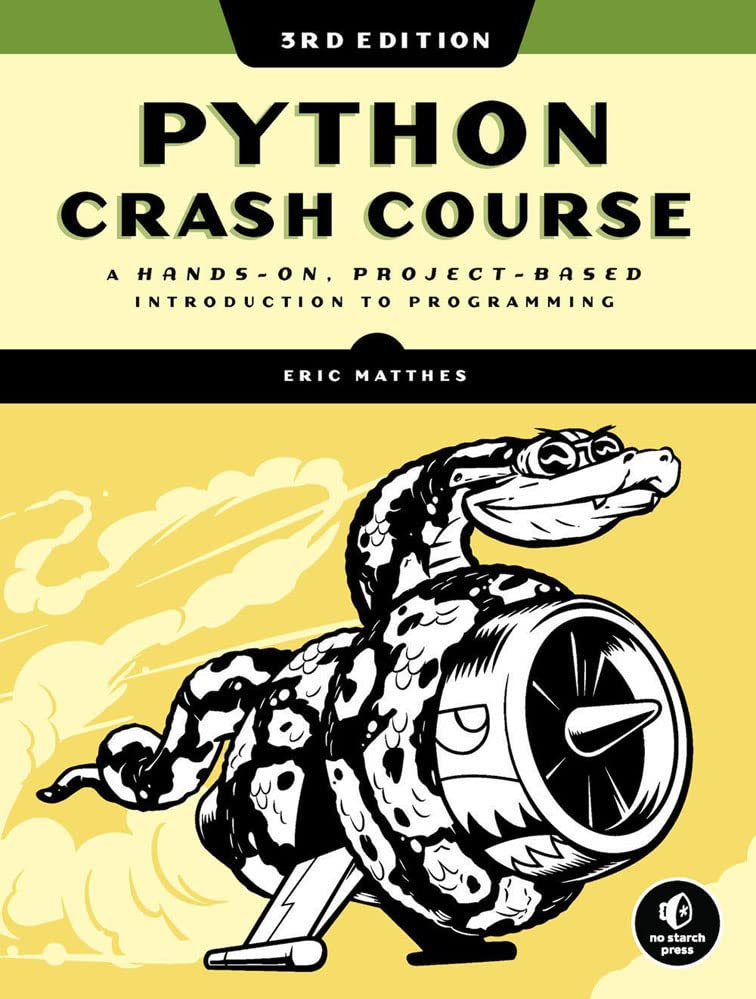 3RD EDITION
PYTHON
CRASH COURSE
A HANDS-ON, PROJECT-BASED
INTRODUCTION TO PROGRAMMING
ERIC MATTHES
no starch
press